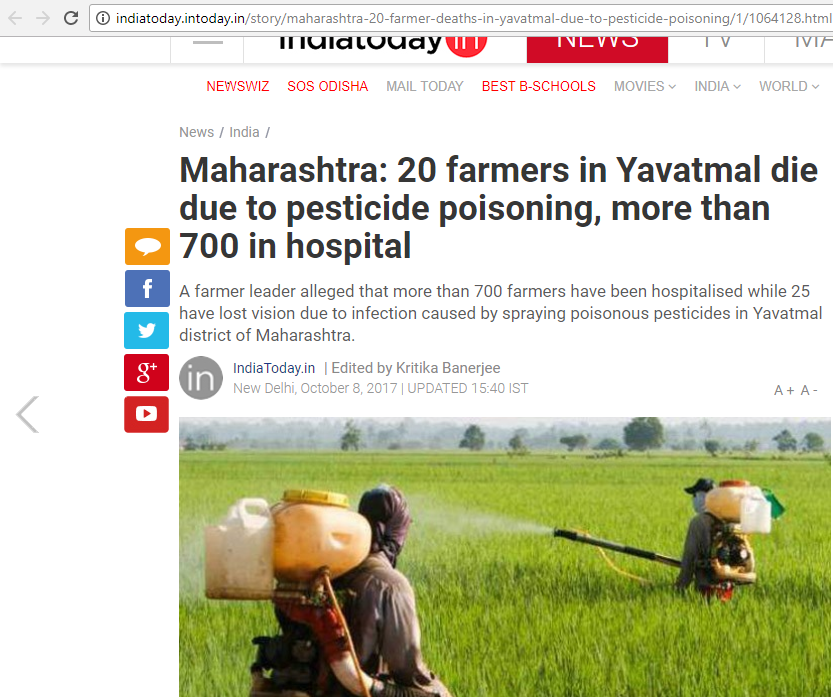 indiatoday.intoday.in/story/maharashtra-20-farmer-deaths-in-yavatmal-due-to-pesticide-poisoning/1/1064128.html
indiatoday in NEWS TV
NEWSWIZ SOS ODISHA MAIL TODAY BEST B-SCHOOLS MOVIES INDIA WORLD
News / India /
Maharashtra: 20 farmers in Yavatmal die
due to pesticide poisoning, more than
700 in hospital
A farmer leader alleged that more than 700 farmers have been hospitalised while 25
have lost vision due to infection caused by spraying poisonous pesticides in Yavatmal
district of Maharashtra.
f
g+
in
IndiaToday.in | Edited by Kritika Banerjee
New Delhi, October 8, 2017 | UPDATED 15:40 IST
A + A -